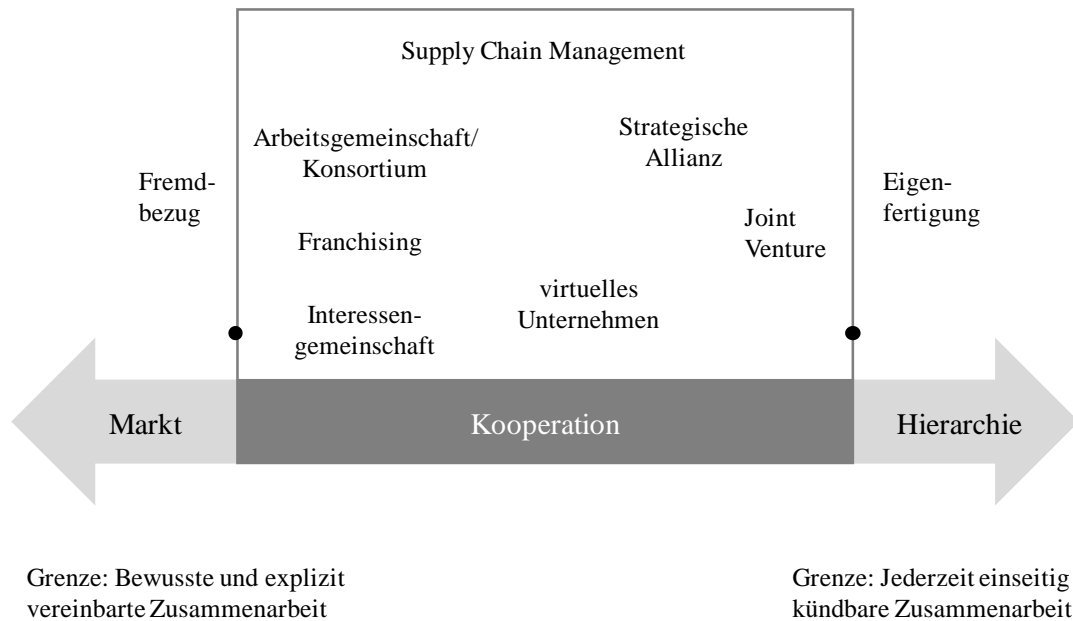 Supply Chain Management
Arbeitsgemeinschaft/
Konsortium
Strategische
Allianz
Fremd-
bezug
Eigen-
fertigung
Franchising
Joint
Venture
virtuelles
Unternehmen
Interessen-
gemeinschaft
Markt
Kooperation
Hierarchie
Grenze: Bewusste und explizit
vereinbarte Zusammenarbeit
Grenze: Jederzeit einseitig
kündbare Zusammenarbeit